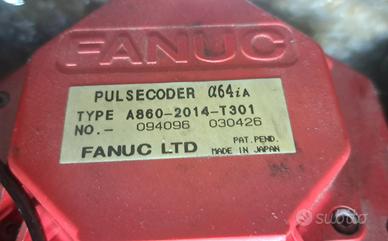 FANUC
PULSECODER α64iA
TYPE A860-2014-T301
NO.- 094096 030426
PAT. PEND.
FANUC LTD MADE IN JAPAN
subito